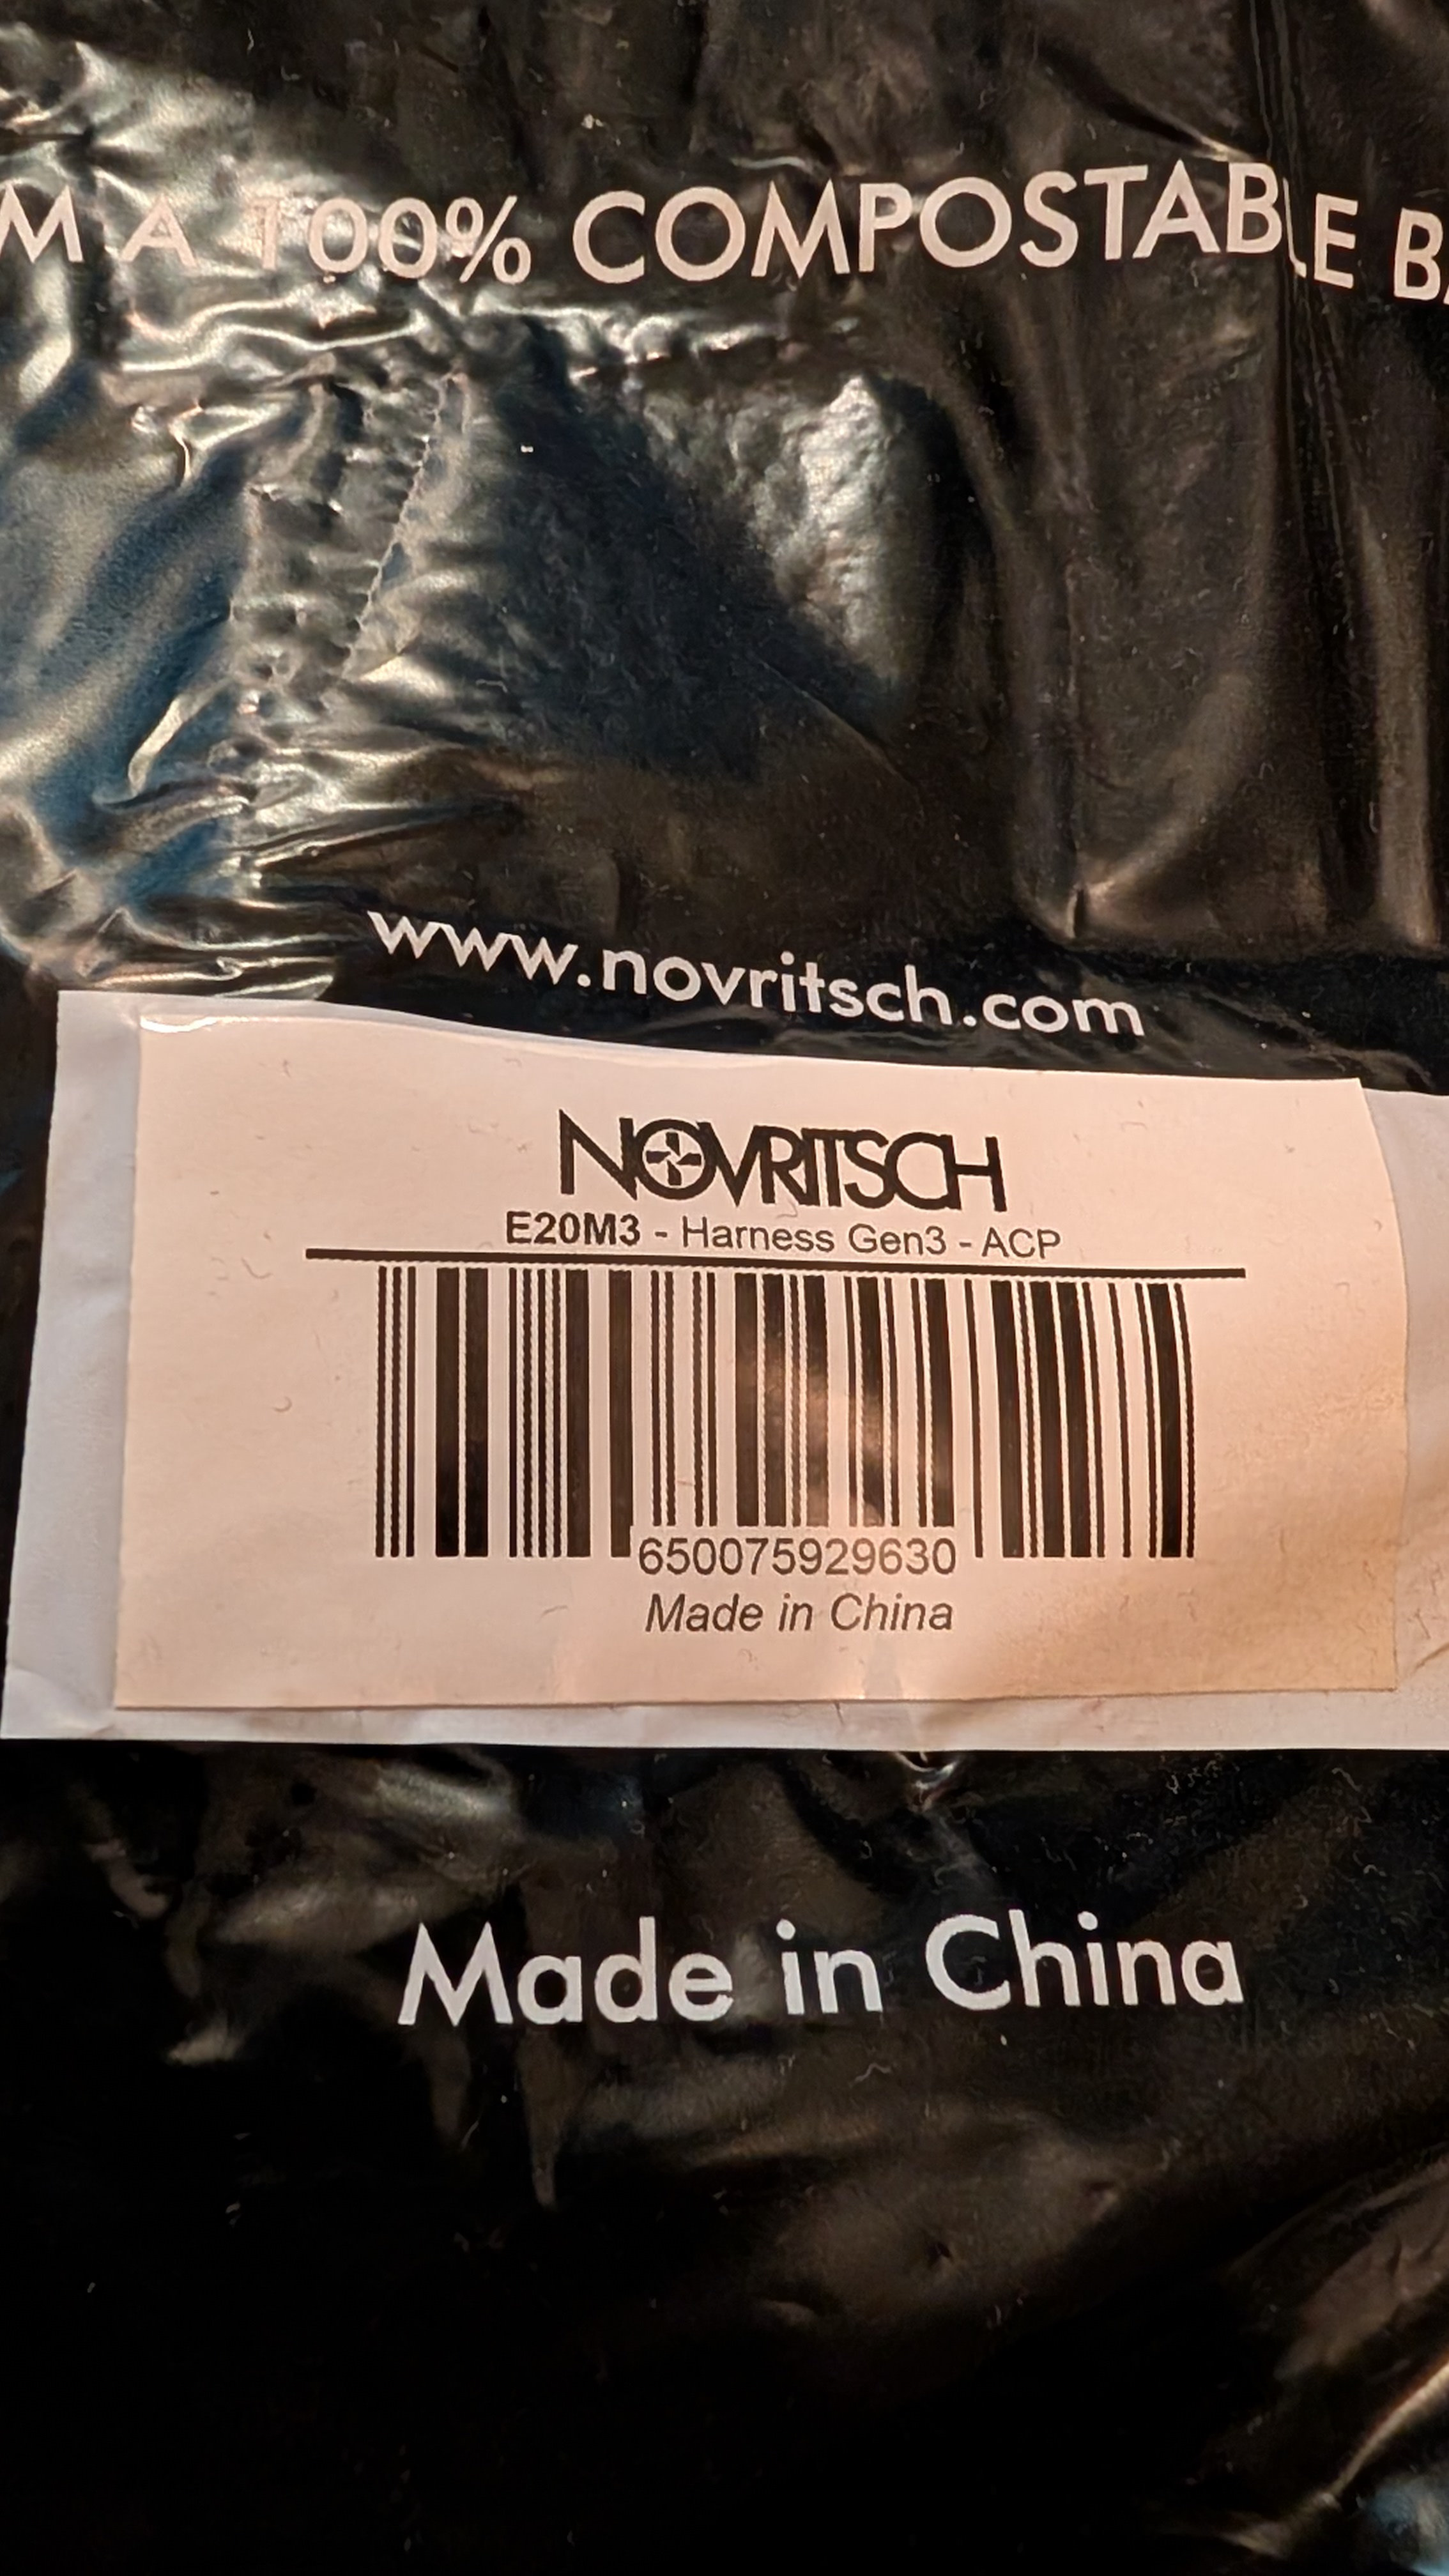 M A 100% COMPOSTABLE B
www.novritsch.com
NOVRITSCH
E20M3 - Harness Gen3 - ACP
650075929630
Made in China
Made in China